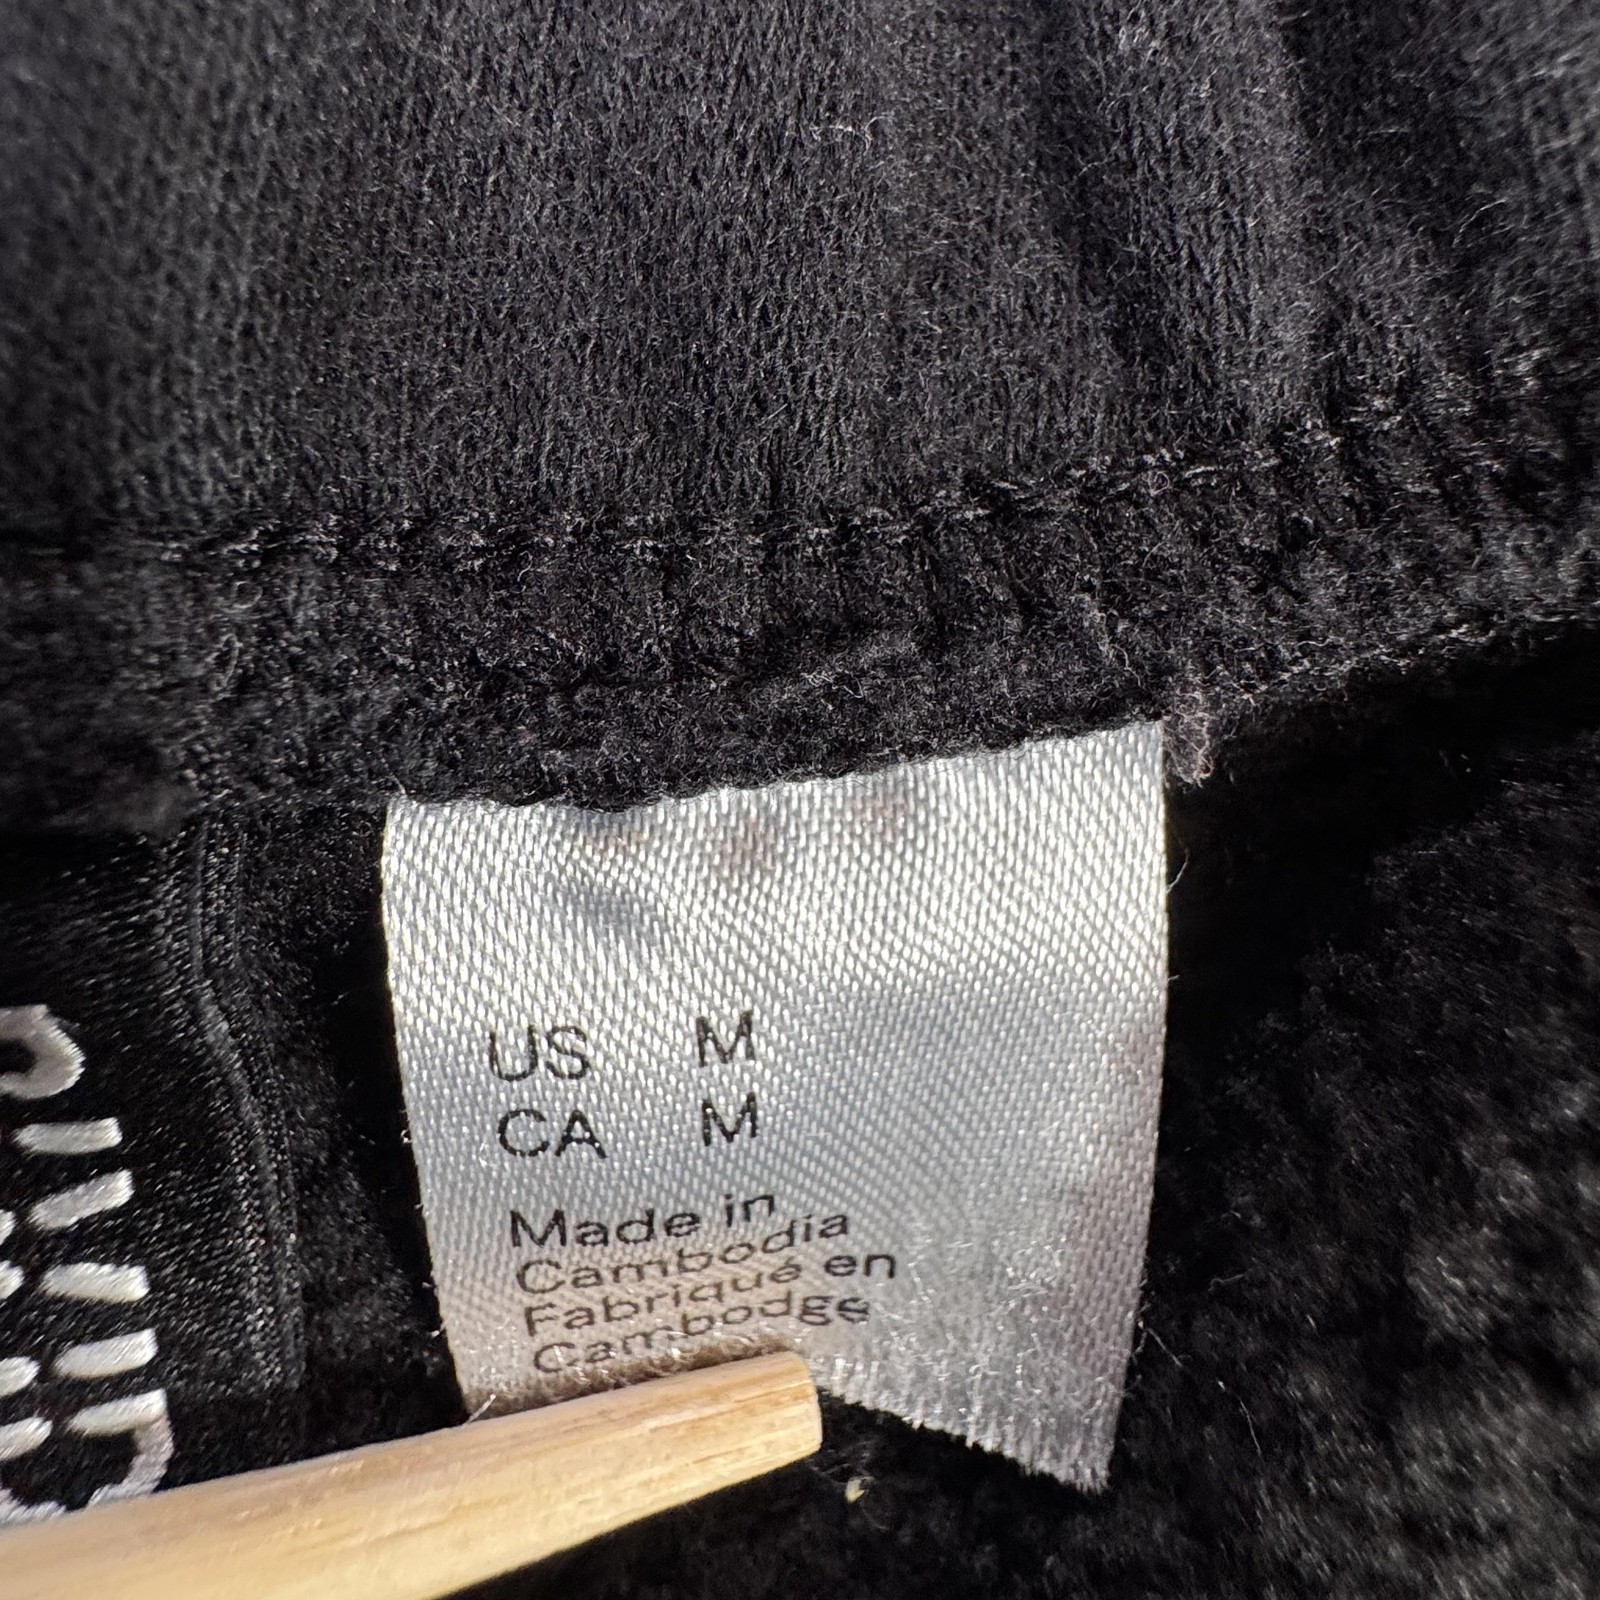 US M
CA M
Made in
Cambodia
Fabriqué en
Cambodge